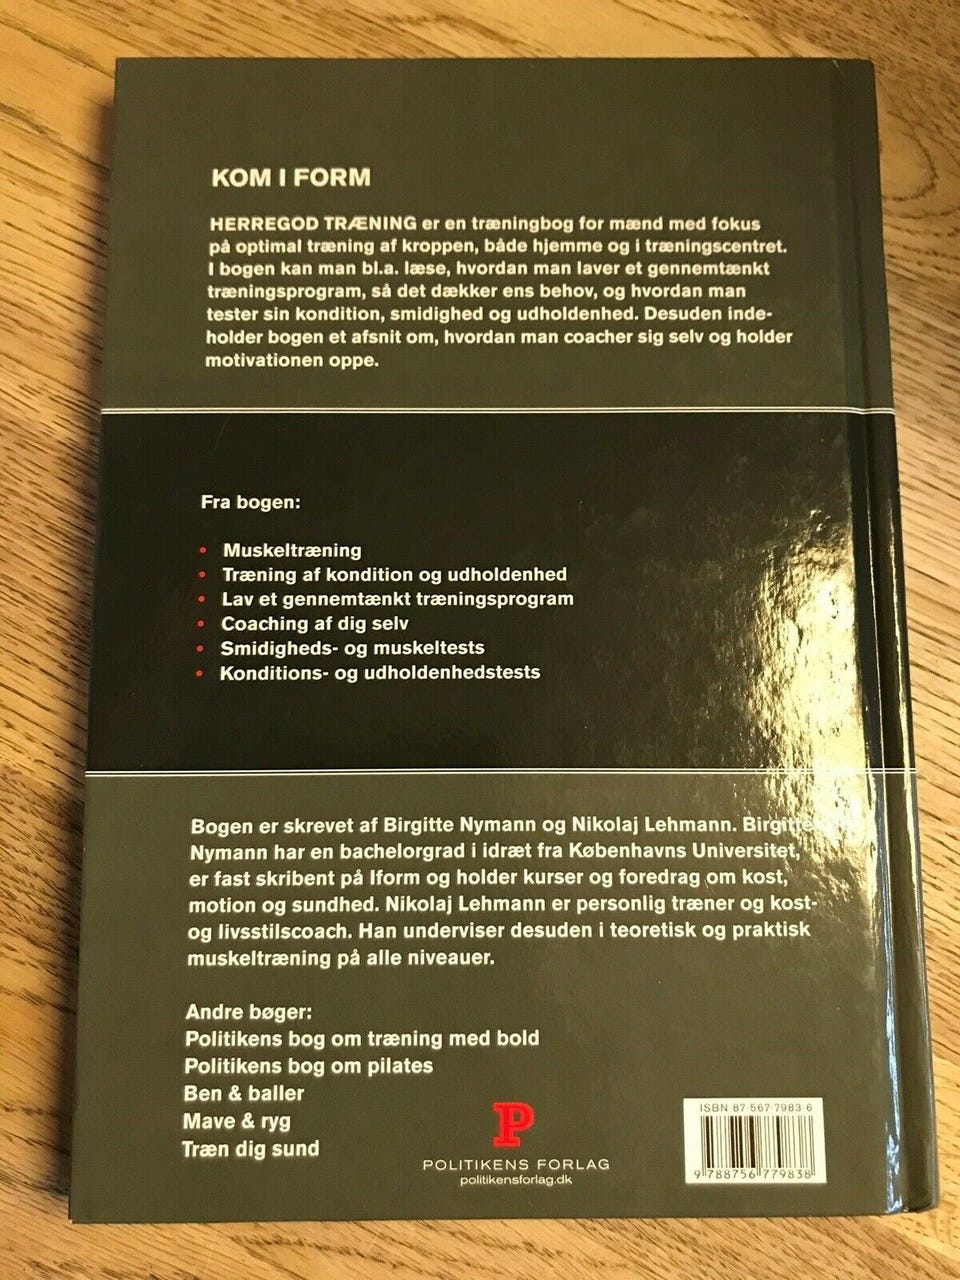 KOM I FORM
HERREGOD TRÆNING er en træningbog for mænd med fokus
på optimal træning af kroppen, både hjemme og i træningscentret.
I bogen kan man bl.a. læse, hvordan man laver et gennemtænkt
træningsprogram, så det dækker ens behov, og hvordan man
tester sin kondition, smidighed og udholdenhed. Desuden inde-
holder bogen et afsnit om, hvordan man coacher sig selv og holder
motivationen oppe.
Fra bogen:
• Muskeltræning
• Træning af kondition og udholdenhed
• Lav et gennemtænkt træningsprogram
• Coaching af dig selv
• Smidigheds- og muskeltests
• Konditions- og udholdenhedstests
Bogen er skrevet af Birgitte Nymann og Nikolaj Lehmann. Birgitte
Nymann har en bachelorgrad i idræt fra Københavns Universitet,
er fast skribent på Iform og holder kurser og foredrag om kost,
motion og sundhed. Nikolaj Lehmann er personlig træner og kost-
og livsstilscoach. Han underviser desuden i teoretisk og praktisk
muskeltræning på alle niveauer.
Andre bøger:
Politikens bog om træning med bold
Politikens bog om pilates
Ben & baller
Mave & ryg
Træn dig sund
P
POLITIKENS FORLAG
politikensforlag.dk
ISBN 87-567-7983-6
9 788756 779838